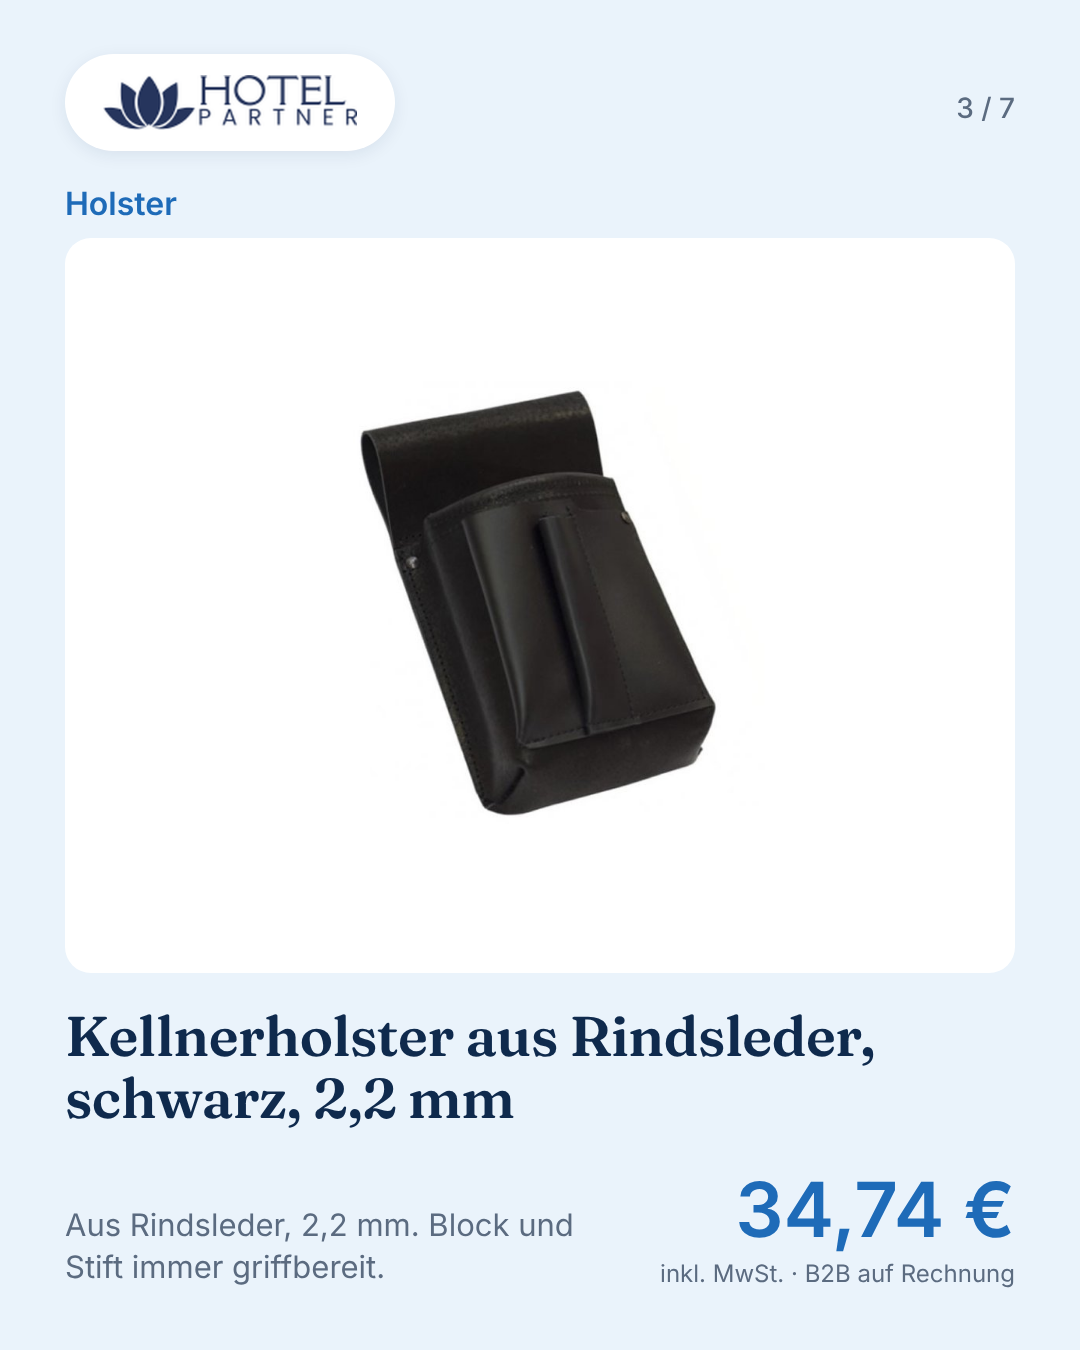 HOTEL
PARTNER
3 / 7
Holster
Kellnerholster aus Rindsleder,
schwarz, 2,2 mm
Aus Rindsleder, 2,2 mm. Block und
Stift immer griffbereit.
34,74 €
inkl. MwSt. · B2B auf Rechnung